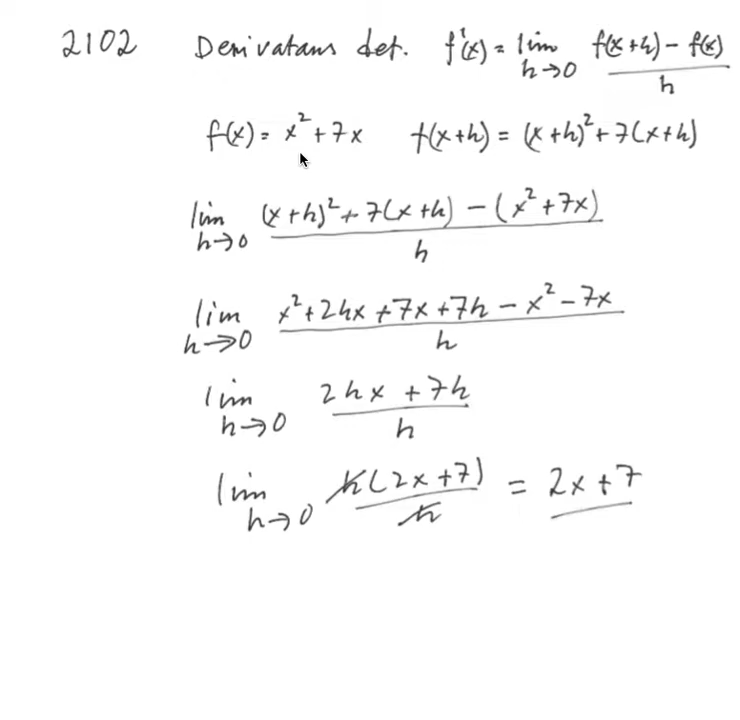 2102 Derivatans def. f'(x) = lim h→0 f(x+h) - f(x) / h
f(x) = x² + 7x f(x+h) = (x+h)² + 7(x+h)
lim h→0 (x+h)² + 7(x+h) - (x² + 7x) / h
lim h→0 x² + 2hx + 7x + 7h - x² - 7x / h
lim h→0 2hx + 7h / h
lim h→0 h(2x+7) / h = 2x+7